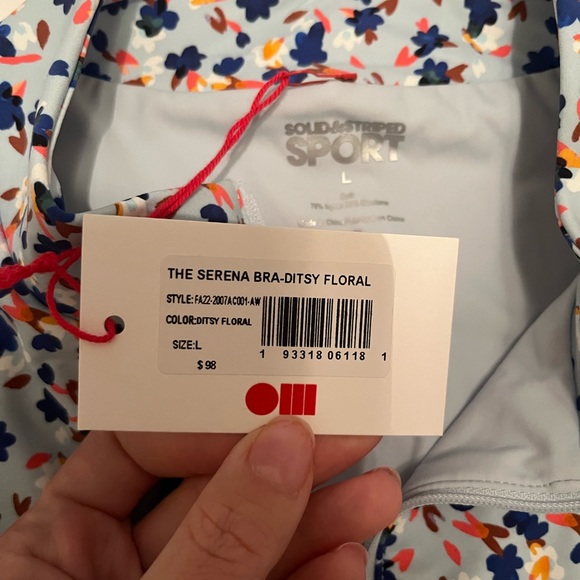 SOLID&STRIPED
SPORT
L
THE SERENA BRA-DITSY FLORAL
STYLE: FA22-2007AC001-AW
COLOR:DITSY FLORAL
SIZE:L
$ 98
1 93318 06118 1